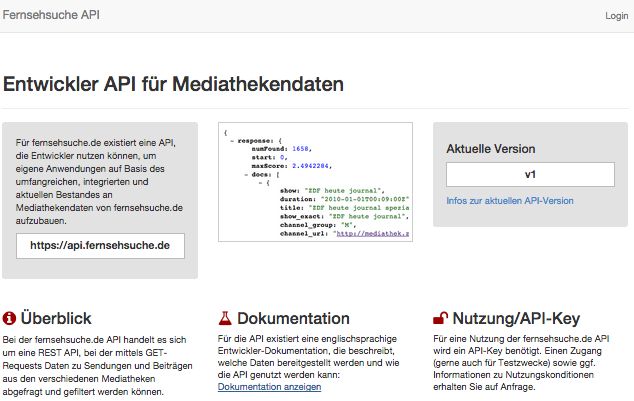 Fernsehsuche API
Login
Entwickler API für Mediathekendaten
Für fernsehsuche.de existiert eine API,
die Entwickler nutzen können, um
eigene Anwendungen auf Basis des
umfangreichen, integrierten und
aktuellen Bestandes an
Mediathekendaten von fernsehsuche.de
aufzubauen.
https://api.fernsehsuche.de
{
- response: {
numFound: 1658,
start: 0,
maxScore: 2.4942284,
- docs: [
- {
show: "ZDF heute journal",
duration: "2010-01-01T00:09:00Z"
title: "ZDF heute journal spezia
show_exact: "ZDF heute journal",
channel_group: "M",
channel_url: "http://mediathek.z
Aktuelle Version
v1
Infos zur aktuellen API-Version
Überblick
Bei der fernsehsuche.de API handelt es sich
um eine REST API, bei der mittels GET-
Requests Daten zu Sendungen und Beiträgen
aus den verschiedenen Mediatheken
abgefragt und gefiltert werden können.
Dokumentation
Für die API existiert eine englischsprachige
Entwickler-Dokumentation, die beschreibt,
welche Daten bereitgestellt werden und wie
die API genutzt werden kann:
Dokumentation anzeigen
Nutzung/API-Key
Für eine Nutzung der fernsehsuche.de API
wird ein API-Key benötigt. Einen Zugang
(gerne auch für Testzwecke) sowie ggf.
Informationen zu Nutzungskonditionen
erhalten Sie auf Anfrage.